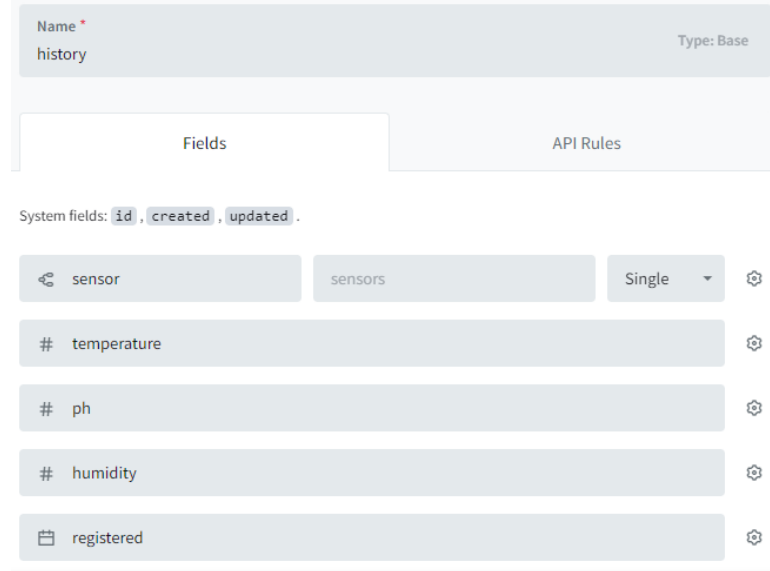 Name *
history
Type: Base
Fields
API Rules
System fields: id , created , updated .
sensor
sensors
Single
# temperature
# ph
# humidity
registered